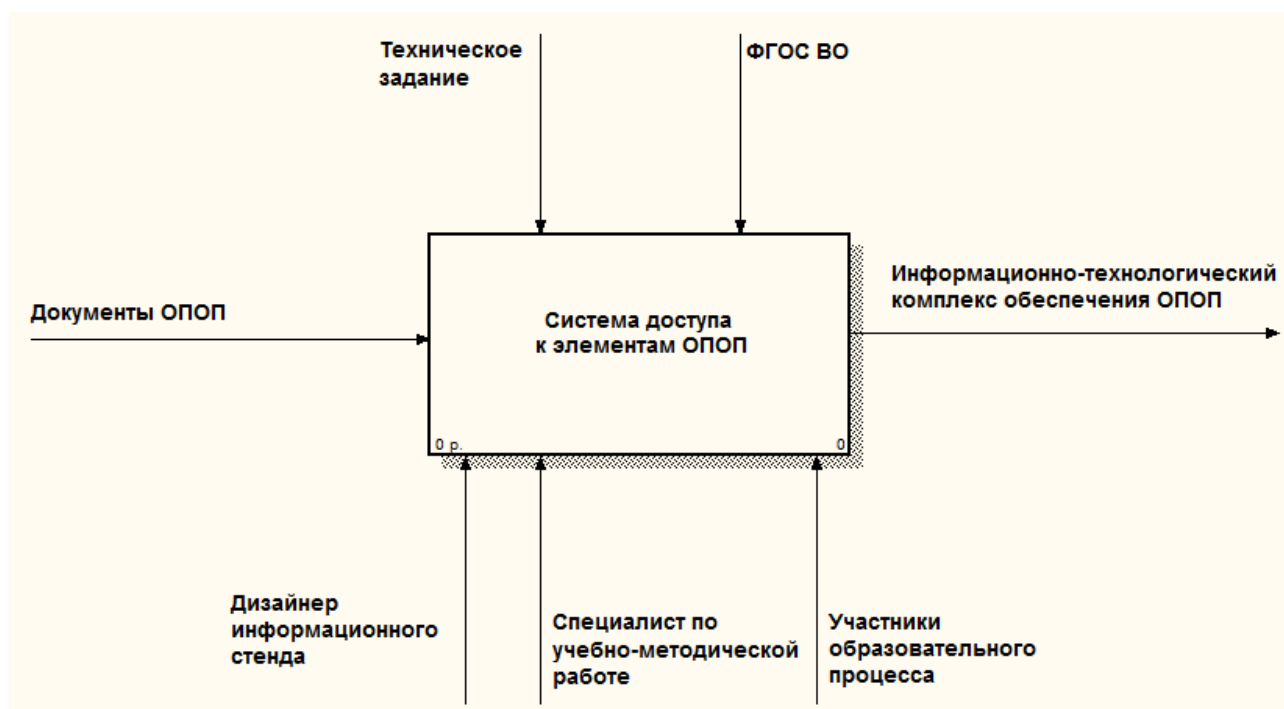 Техническое
задание
ФГОС ВО
Информационно-технологический
комплекс обеспечения ОПОП
Документы ОПОП
Система доступа
к элементам ОПОП
0 р.
0
Дизайнер
информационного
стенда
Специалист по
учебно-методической
работе
Участники
образовательного
процесса